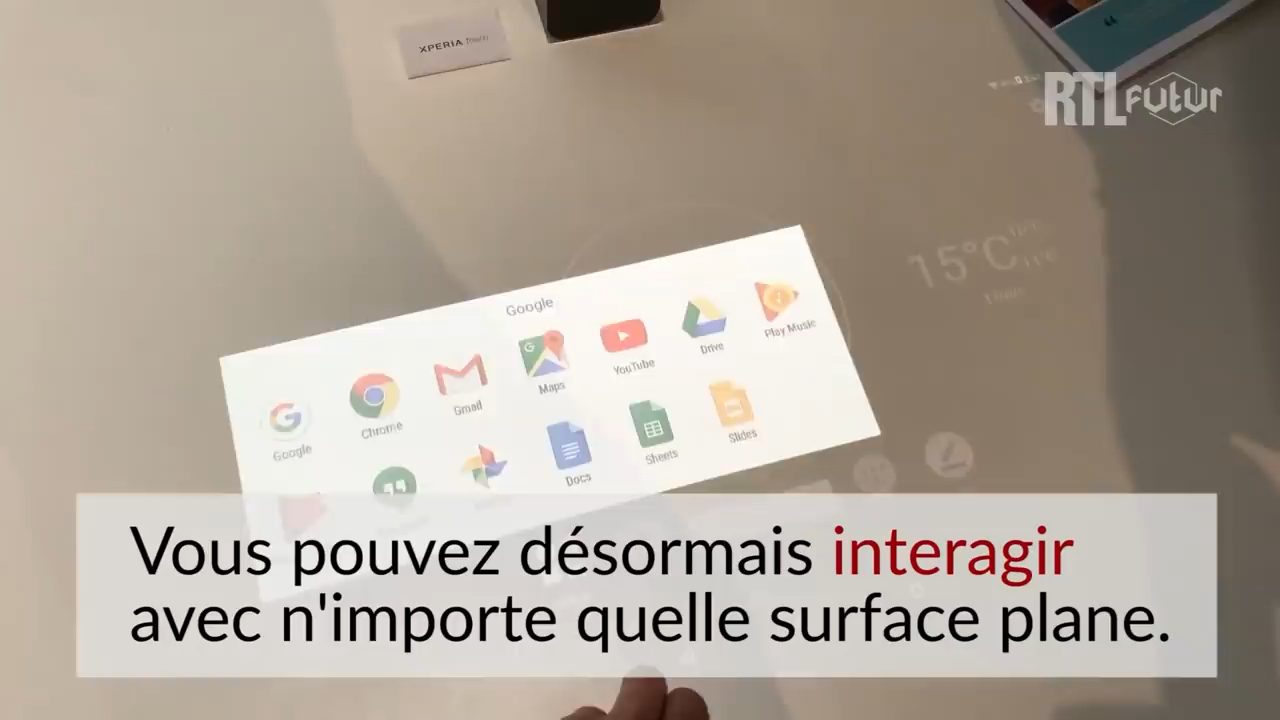 XPERIA Touch
RTL futur
15°C
Google
Google
Chrome
Gmail
Maps
YouTube
Drive
Play Music
Docs
Sheets
Slides
Vous pouvez désormais interagir
avec n'importe quelle surface plane.